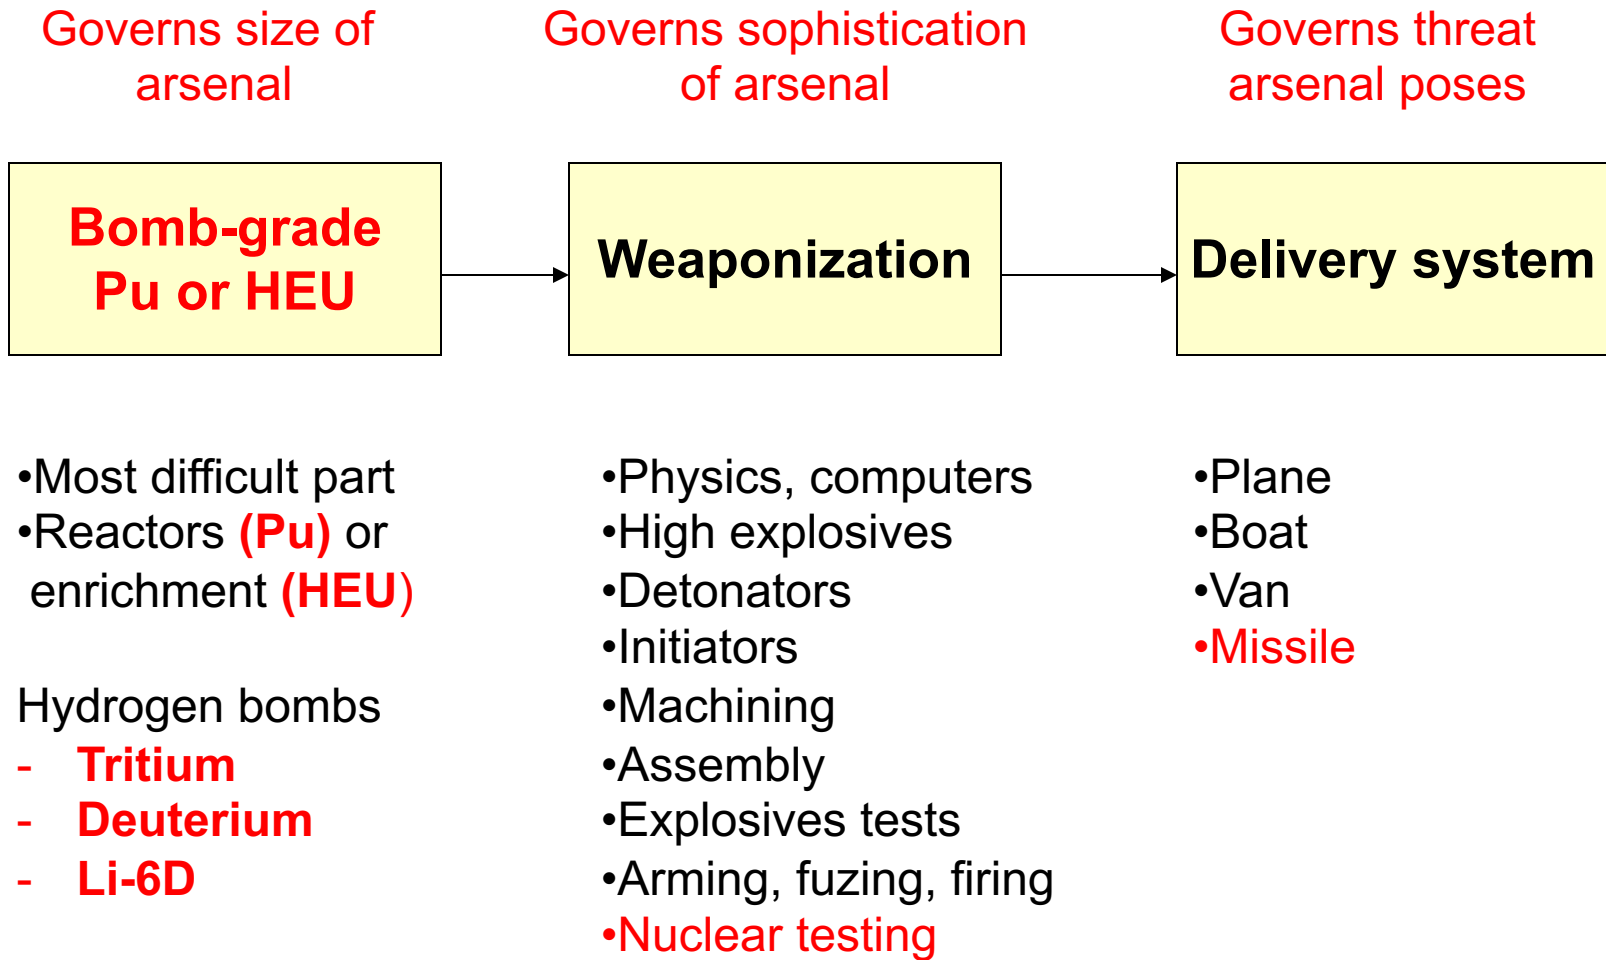 Governs size of
arsenal
Governs sophistication
of arsenal
Governs threat
arsenal poses
Bomb-grade
Pu or HEU
Weaponization
Delivery system
•Most difficult part
•Reactors (Pu) or
enrichment (HEU)
Hydrogen bombs
- Tritium
- Deuterium
- Li-6D
•Physics, computers
•High explosives
•Detonators
•Initiators
•Machining
•Assembly
•Explosives tests
•Arming, fuzing, firing
•Nuclear testing
•Plane
•Boat
•Van
•Missile